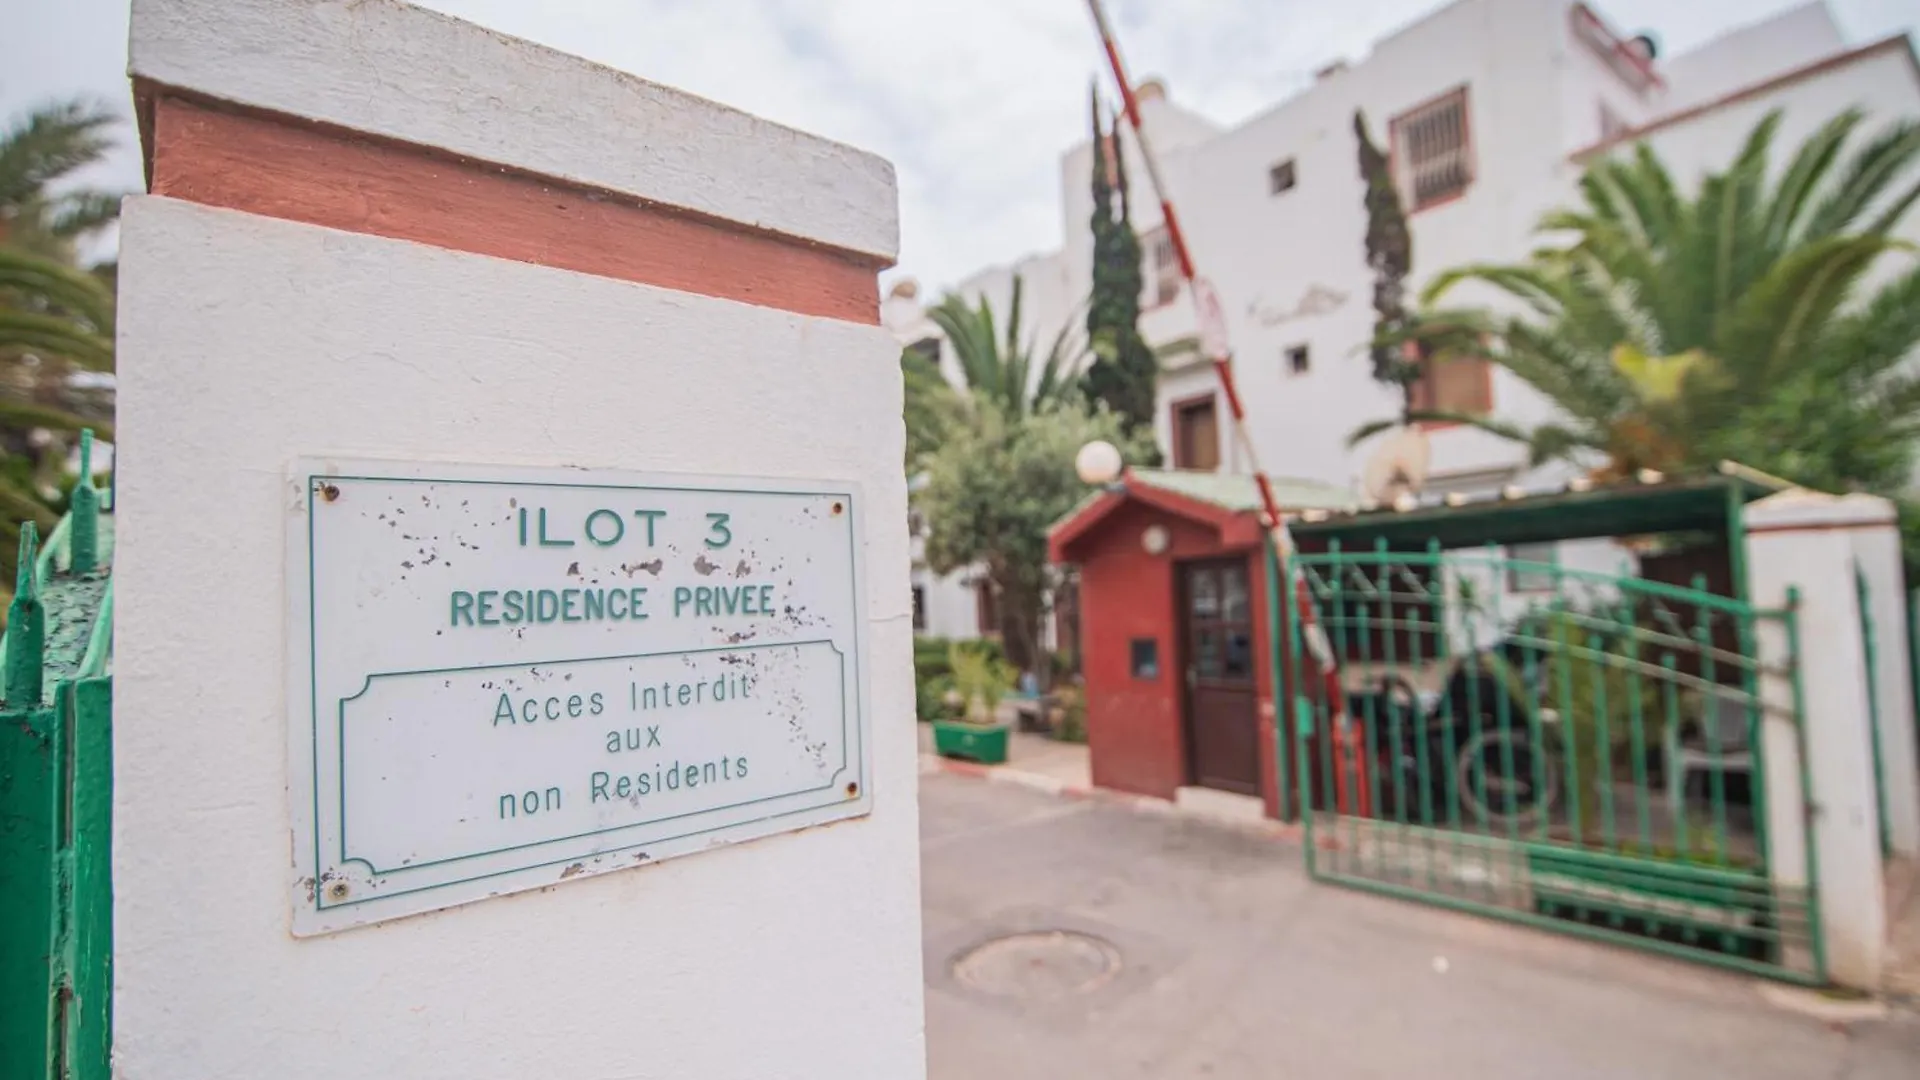 ILOT 3
RESIDENCE PRIVEE
Acces Interdit
aux
non Residents